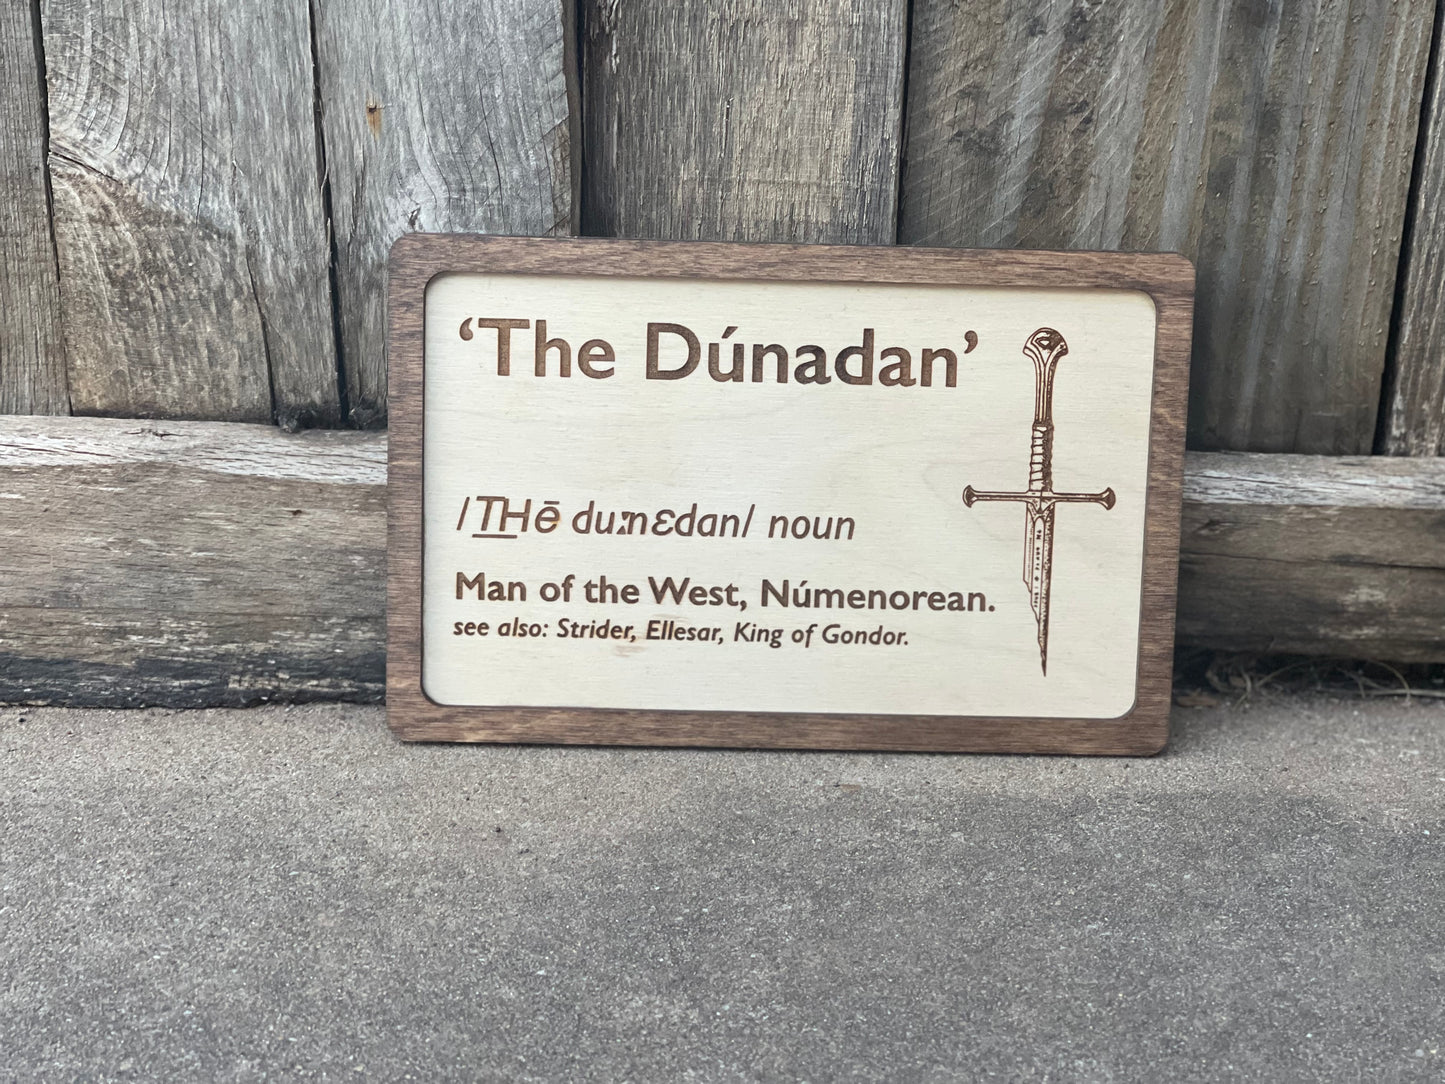 ‘The Dúnadan’
/THē du:nɛdan/ noun
Man of the West, Númenorean.
see also: Strider, Ellesar, King of Gondor.